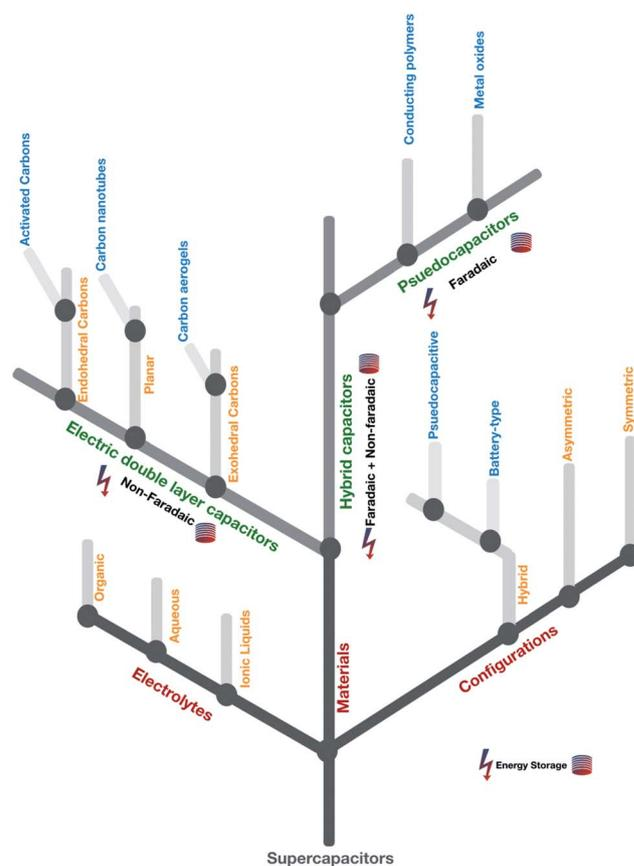 Conducting polymers
Metal oxides
Activated Carbons
Carbon nanotubes
Carbon aerogels
Psuedocapacitors
Faradaic
Endohedral Carbons
Planar
Exohedral Carbons
Electric double layer capacitors
Non-Faradaic
Hybrid capacitors
Faradaic + Non-faradaic
Psuedocapacitive
Battery-type
Asymmetric
Symmetric
Hybrid
Configurations
Organic
Aqueous
Ionic Liquids
Electrolytes
Materials
Energy Storage
Supercapacitors